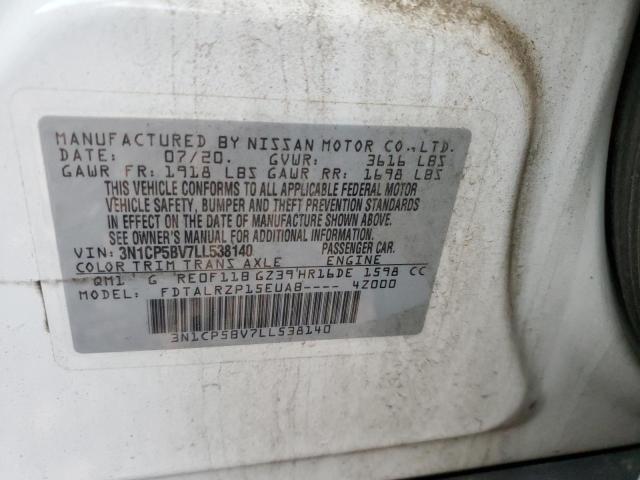 MANUFACTURED BY NISSAN MOTOR CO.,LTD.
DATE: 07/20. GVWR: 3616 LBS
GAWR FR: 1918 LBS GAWR RR: 1698 LBS
THIS VEHICLE CONFORMS TO ALL APPLICABLE FEDERAL MOTOR
VEHICLE SAFETY, BUMPER AND THEFT PREVENTION STANDARDS
IN EFFECT ON THE DATE OF MANUFACTURE SHOWN ABOVE.
SEE OWNER'S MANUAL FOR ADDITIONAL INFORMATION.
VIN: 3N1CP5BV7LL538140 PASSENGER CAR.
COLOR TRIM TRANS AXLE ENGINE
QM1 G RE0F11B GZ39 HR16DE 1598 CC
MODEL: FDTALRZP15EUAB---- 4Z000
3N1CP5BV7LL538140